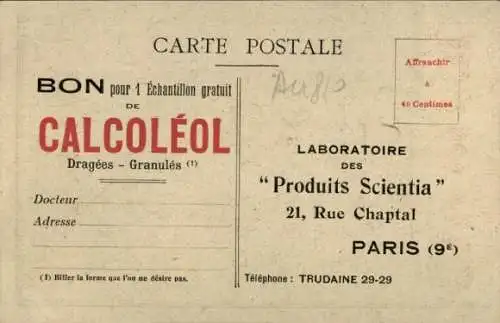 CARTE POSTALE
BON pour 1 Échantillon gratuit
DE
CALCOLÉOL
Dragées - Granulés (1)
Docteur
Adresse
(1) Biffer la forme que l'on ne désire pas.
Affranchir
à
40 Centimes
LABORATOIRE
DES
"Produits Scientia"
21, Rue Chaptal
PARIS (9E)
Téléphone : TRUDAINE 29-29